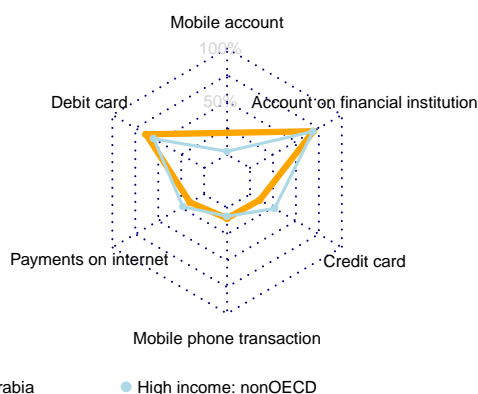 Mobile account
100%
Debit card
50%
Account on financial institution
Payments on internet
Credit card
Mobile phone transaction
rabia
High income: nonOECD